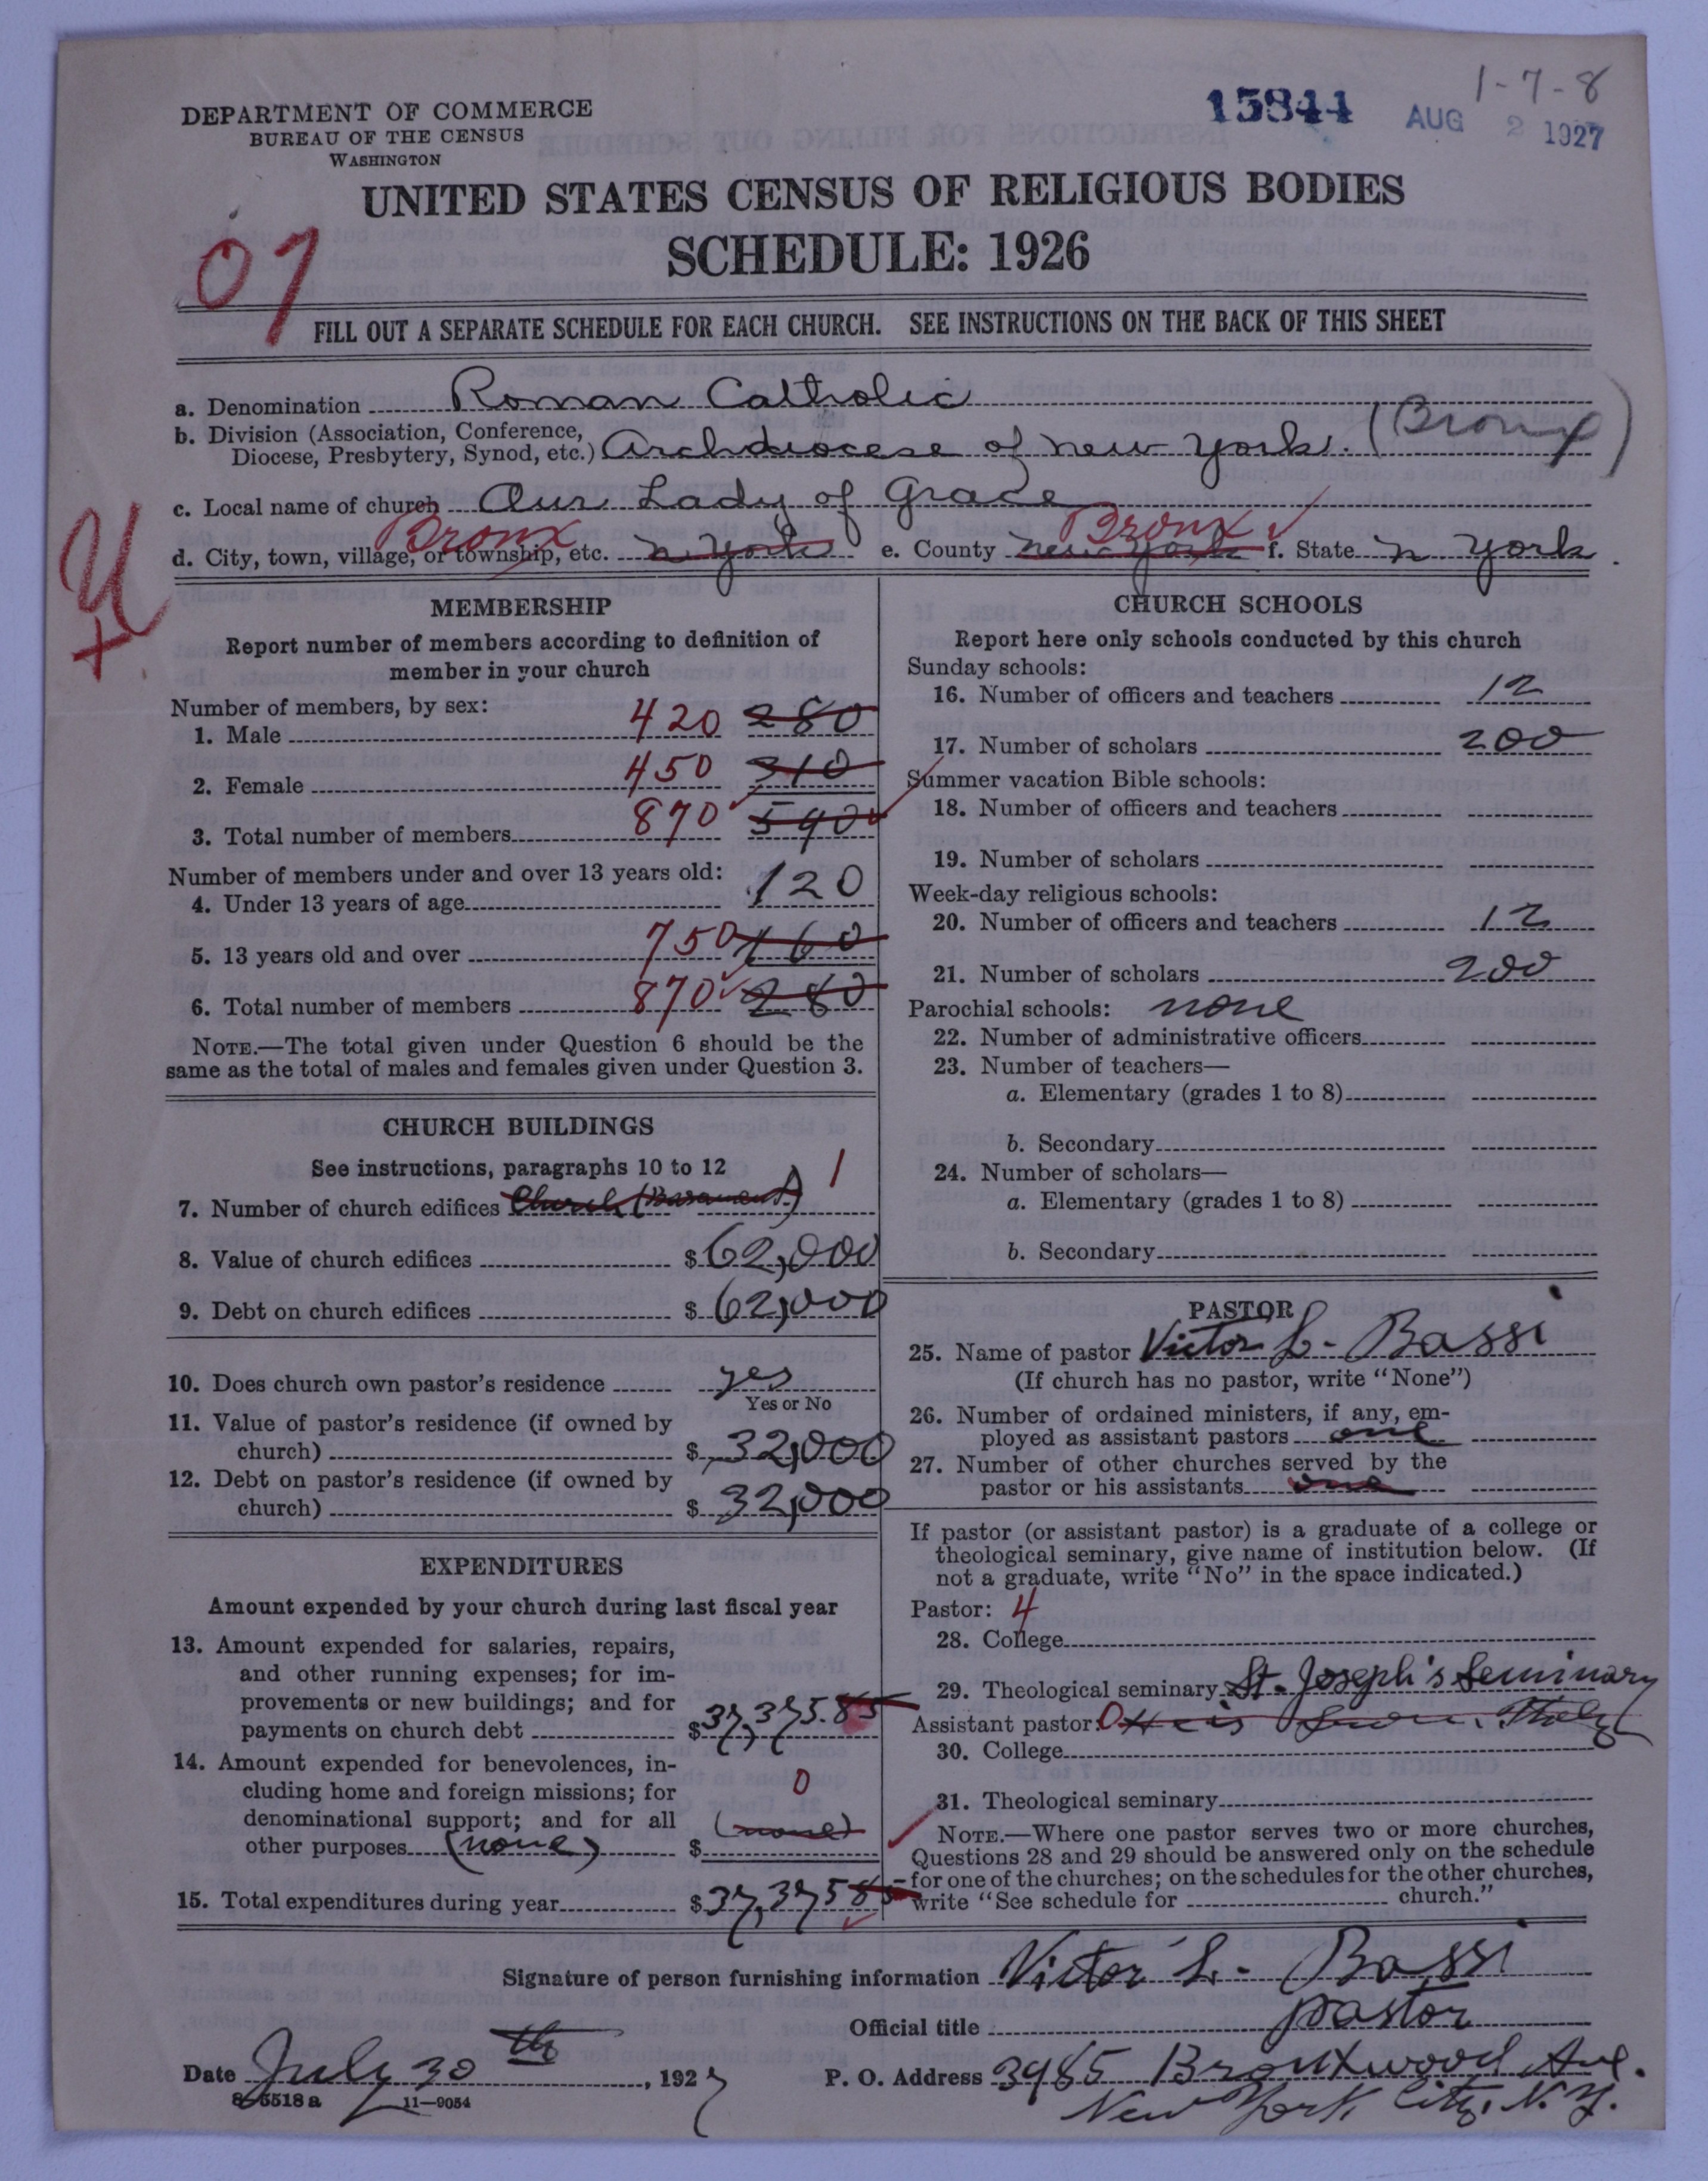 1-7-8
15844
AUG 2 1927
DEPARTMENT OF COMMERCE
BUREAU OF THE CENSUS
WASHINGTON
UNITED STATES CENSUS OF RELIGIOUS BODIES
SCHEDULE: 1926
07
FILL OUT A SEPARATE SCHEDULE FOR EACH CHURCH. SEE INSTRUCTIONS ON THE BACK OF THIS SHEET
a. Denomination Roman Catholic
b. Division (Association, Conference,
Diocese, Presbytery, Synod, etc.) Archdiocese of New York. (Bronx)
c. Local name of church Our Lady of Grace
Bronx Bronx
d. City, town, village, or township, etc. N York e. County New York f. State N York.
MEMBERSHIP
Report number of members according to definition of
member in your church
Number of members, by sex:
1. Male 420 280
2. Female 450 310
3. Total number of members 870 590
Number of members under and over 13 years old:
4. Under 13 years of age 120
5. 13 years old and over 750 160
6. Total number of members 870 280
NOTE.—The total given under Question 6 should be the
same as the total of males and females given under Question 3.
CHURCH BUILDINGS
See instructions, paragraphs 10 to 12
7. Number of church edifices Church (Basement) 1
8. Value of church edifices $ 62,000
9. Debt on church edifices $ 62,000
10. Does church own pastor's residence yes
Yes or No
11. Value of pastor's residence (if owned by
church) $ 32,000
12. Debt on pastor's residence (if owned by
church) $ 32,000
EXPENDITURES
Amount expended by your church during last fiscal year
13. Amount expended for salaries, repairs,
and other running expenses; for im-
provements or new buildings; and for
payments on church debt $ 37,375.85
14. Amount expended for benevolences, in-
cluding home and foreign missions; for 0
denominational support; and for all (none)
other purposes (none) $
15. Total expenditures during year $ 37,375 85
CHURCH SCHOOLS
Report here only schools conducted by this church
Sunday schools:
16. Number of officers and teachers 12
17. Number of scholars 200
Summer vacation Bible schools:
18. Number of officers and teachers
19. Number of scholars
Week-day religious schools:
20. Number of officers and teachers 12
21. Number of scholars 200
Parochial schools: none
22. Number of administrative officers
23. Number of teachers—
a. Elementary (grades 1 to 8)
b. Secondary
24. Number of scholars—
a. Elementary (grades 1 to 8)
b. Secondary
PASTOR
25. Name of pastor Victor L. Bassi
(If church has no pastor, write "None")
26. Number of ordained ministers, if any, em-
ployed as assistant pastors one
27. Number of other churches served by the
pastor or his assistants one
If pastor (or assistant pastor) is a graduate of a college or
theological seminary, give name of institution below. (If
not a graduate, write "No" in the space indicated.)
Pastor: 4
28. College
29. Theological seminary St. Joseph's Seminary
Assistant pastor: 0 He is from Italy
30. College
31. Theological seminary
NOTE.—Where one pastor serves two or more churches,
Questions 28 and 29 should be answered only on the schedule
for one of the churches; on the schedules for the other churches,
write "See schedule for church."
Signature of person furnishing information Victor L. Bassi
Official title pastor
Date July 30th, 1927 P. O. Address 3985 Bronxwood Ave.
New York City, N.Y.
8-5518 a 11-9054